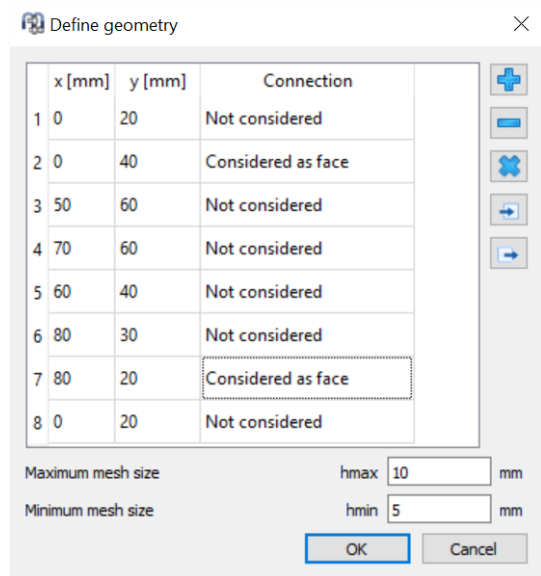 Define geometry
x [mm] y [mm] Connection
1 0 20 Not considered
2 0 40 Considered as face
3 50 60 Not considered
4 70 60 Not considered
5 60 40 Not considered
6 80 30 Not considered
7 80 20 Considered as face
8 0 20 Not considered
Maximum mesh size hmax 10 mm
Minimum mesh size hmin 5 mm
OK Cancel